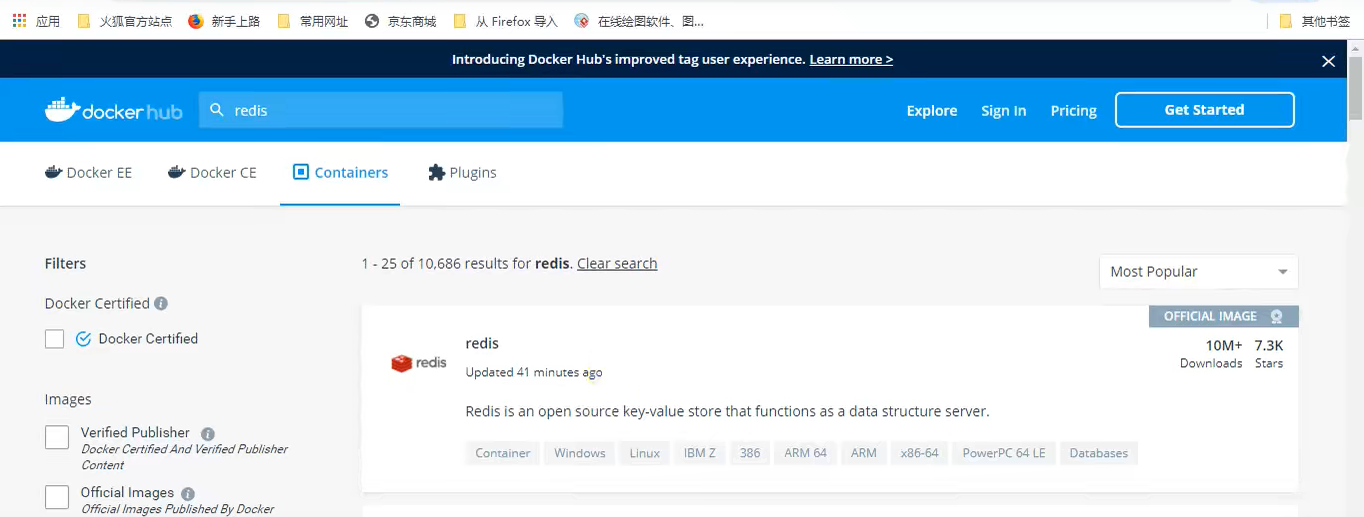 应用 火狐官方站点 新手上路 常用网址 京东商城 从 Firefox 导入 在线绘图软件、图... 其他书签
Introducing Docker Hub's improved tag user experience. Learn more >
docker hub redis Explore Sign In Pricing Get Started
Docker EE Docker CE Containers Plugins
Filters
1 - 25 of 10,686 results for redis. Clear search
Most Popular
Docker Certified
Docker Certified
Images
Verified Publisher
Docker Certified And Verified Publisher
Content
Official Images
Official Images Published By Docker
OFFICIAL IMAGE
redis
redis
Updated 41 minutes ago
10M+ 7.3K
Downloads Stars
Redis is an open source key-value store that functions as a data structure server.
Container Windows Linux IBM Z 386 ARM 64 ARM x86-64 PowerPC 64 LE Databases